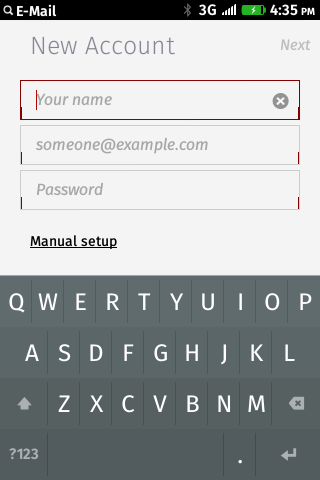 E-Mail 3G 4:35 PM
New Account Next
Your name
someone@example.com
Password
Manual setup
Q W E R T Y U I O P
A S D F G H J K L
Z X C V B N M
?123 .